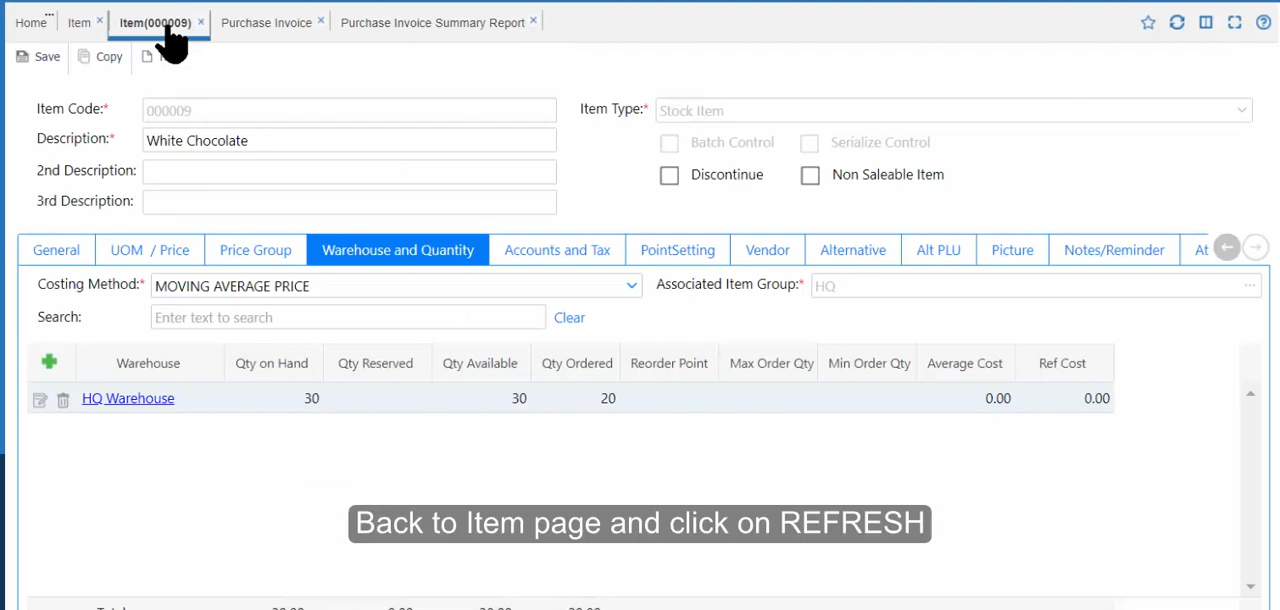 Home Item Item(000009) Purchase Invoice Purchase Invoice Summary Report
Save Copy
Item Code:* 000009 Item Type:* Stock Item
Description:* White Chocolate Batch Control Serialize Control
2nd Description: Discontinue Non Saleable Item
3rd Description:
General UOM / Price Price Group Warehouse and Quantity Accounts and Tax PointSetting Vendor Alternative Alt PLU Picture Notes/Reminder
Costing Method:* MOVING AVERAGE PRICE Associated Item Group:* HQ
Search: Enter text to search Clear
Warehouse Qty on Hand Qty Reserved Qty Available Qty Ordered Reorder Point Max Order Qty Min Order Qty Average Cost Ref Cost
HQ Warehouse 30 30 20 0.00 0.00
Back to Item page and click on REFRESH